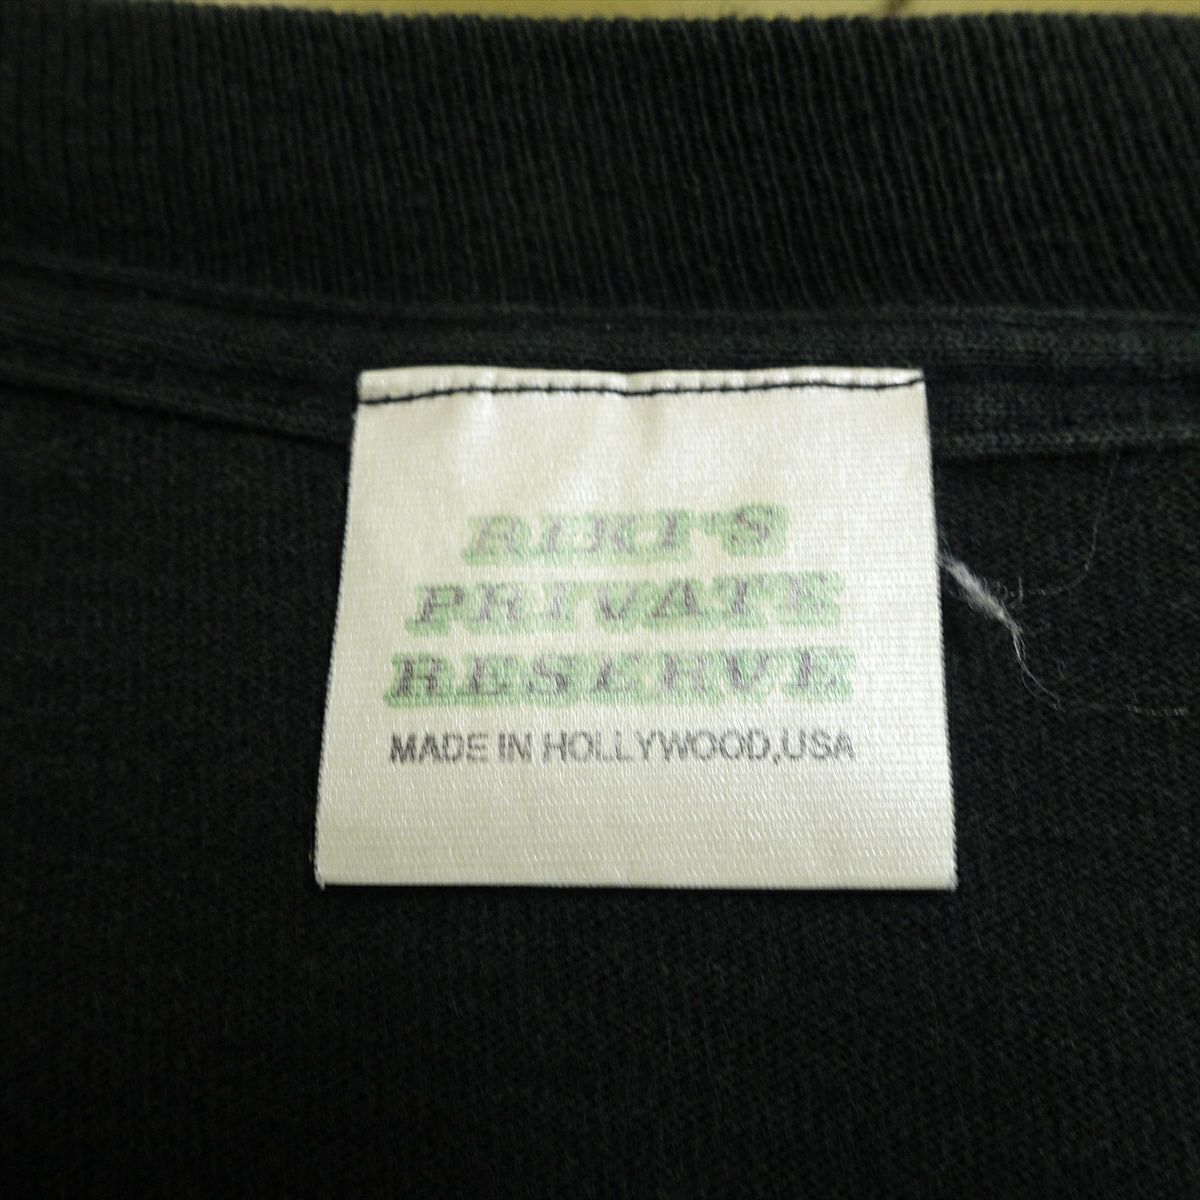 RIKI'S
PRIVATE
RESERVE
MADE IN HOLLYWOOD,USA